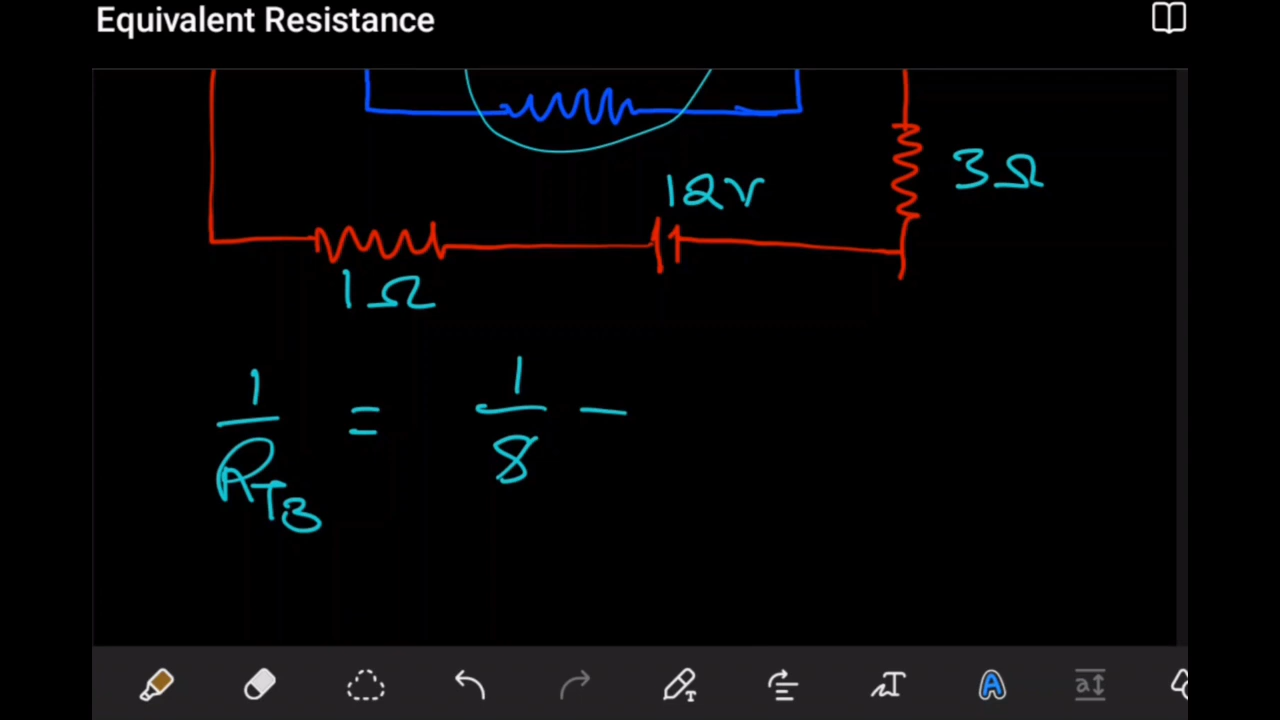 Equivalent Resistance
12V
3Ω
1Ω
1/R_T3 = 1/8 —